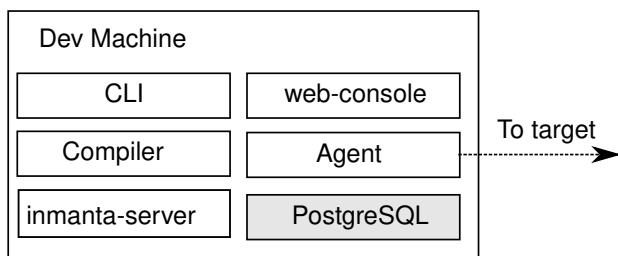 Dev Machine
CLI
web-console
Compiler
Agent
To target
inmanta-server
PostgreSQL